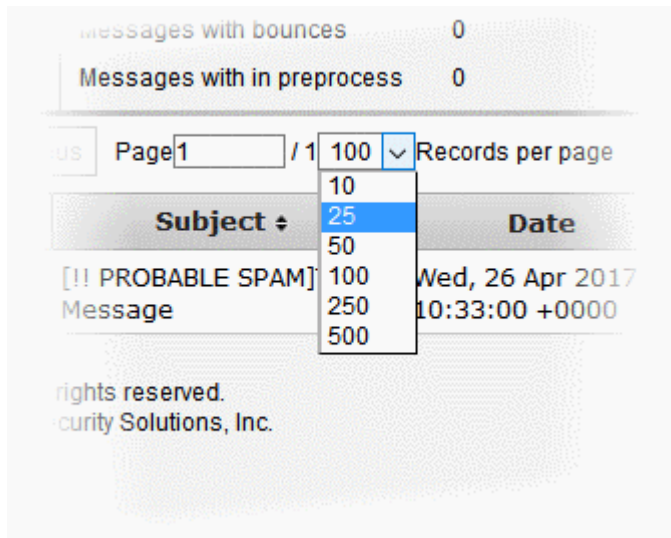 Messages with bounces 0
Messages with in preprocess 0
us Page 1 / 1 100 Records per page
10
Subject 25 Date
50
[!! PROBABLE SPAM] 100 Wed, 26 Apr 2017
Message 250 10:33:00 +0000
500
rights reserved.
curity Solutions, Inc.